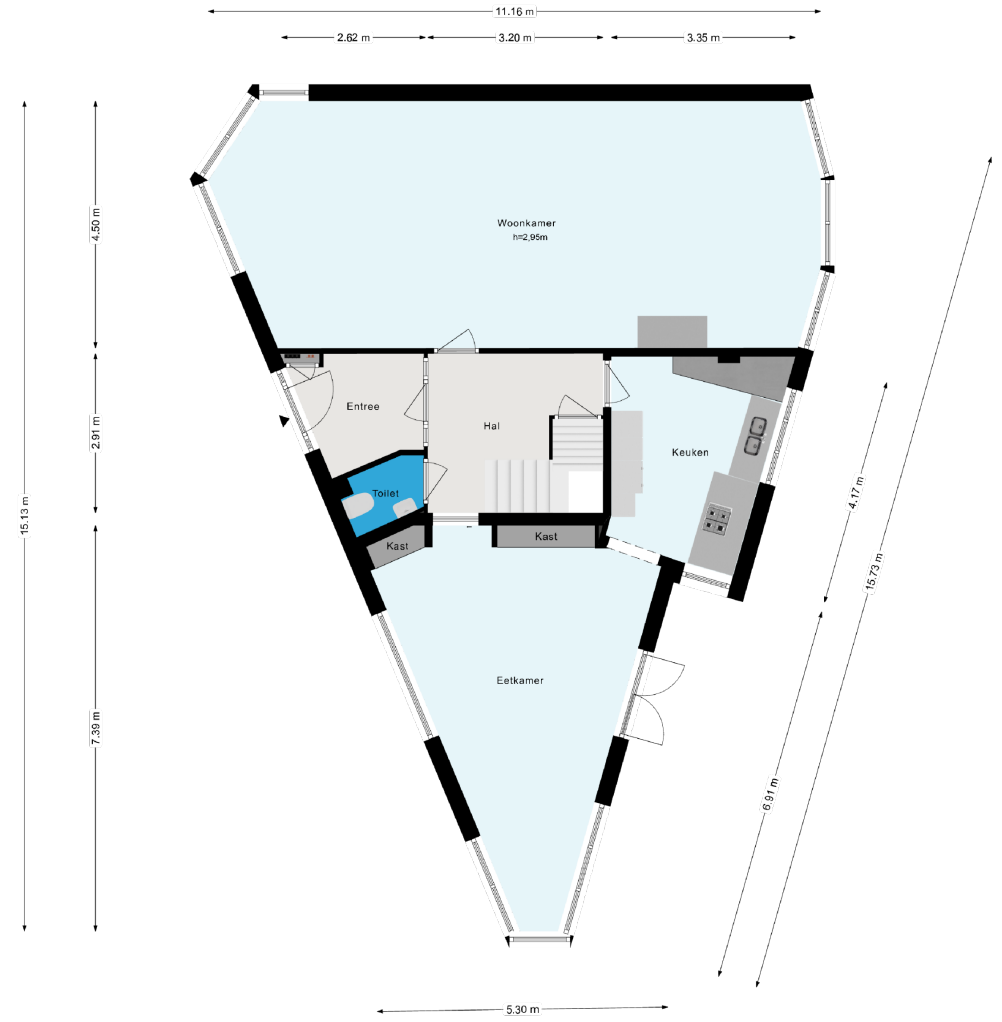 11.16 m
2.62 m
3.20 m
3.35 m
Woonkamer
h=2,95m
4.50 m
Entree
Hal
2.91 m
Keuken
Toilet
4.17 m
15.13 m
Kast
Kast
15.73 m
Eetkamer
7.39 m
6.91 m
5.30 m